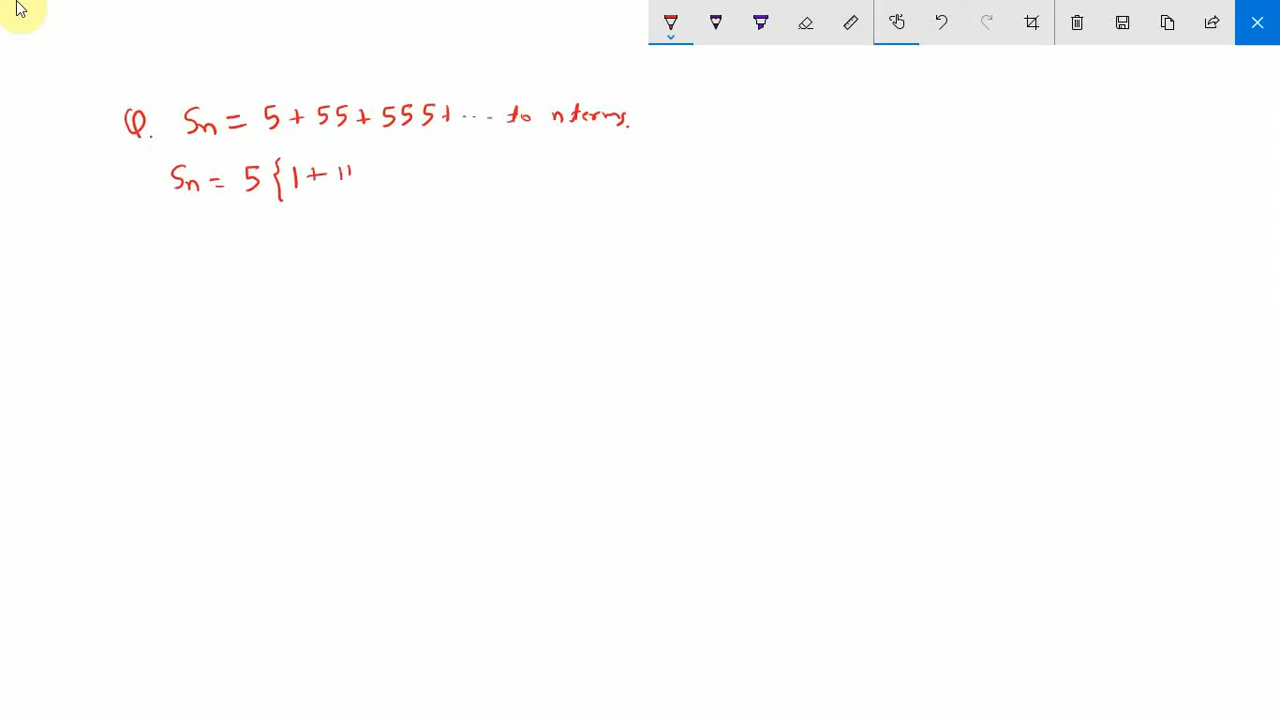 Q. Sn = 5 + 55 + 555 + ... to n terms.
Sn = 5 { 1 + 11